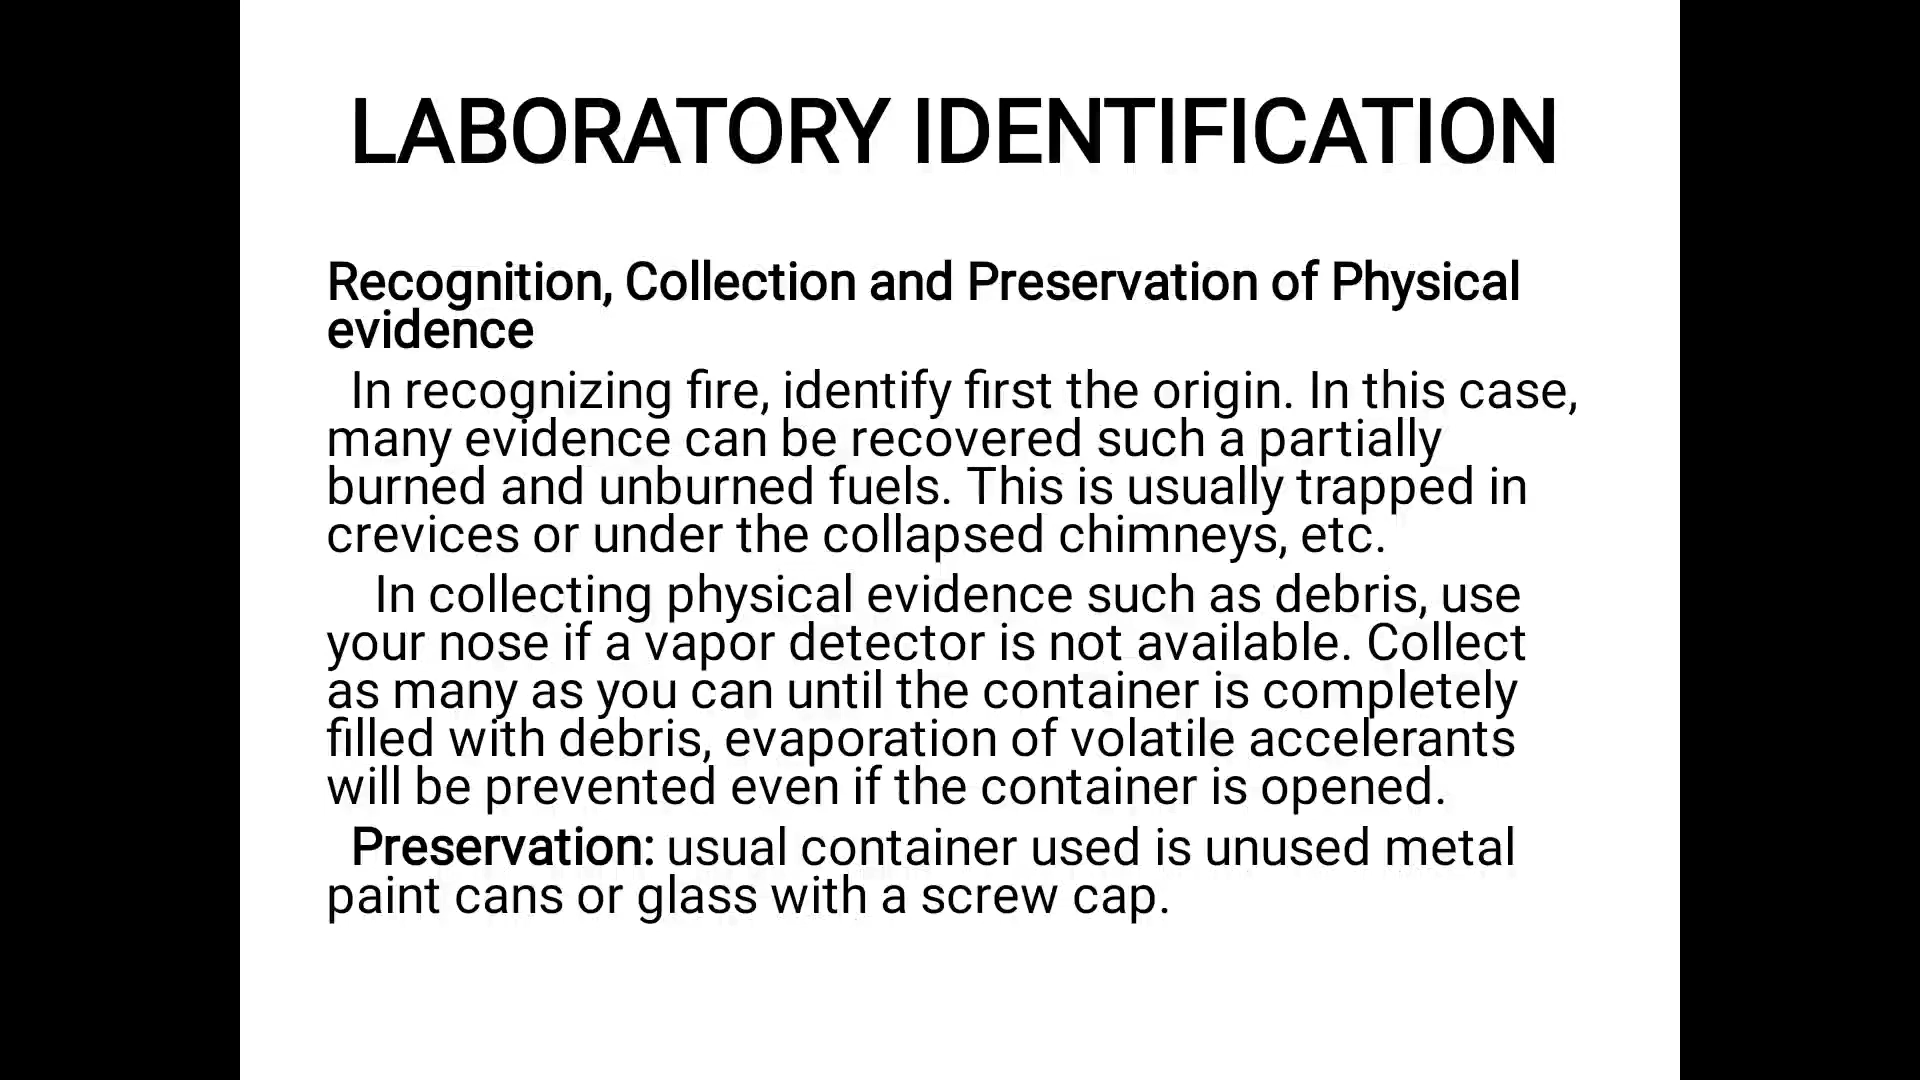 LABORATORY IDENTIFICATION
Recognition, Collection and Preservation of Physical
evidence
In recognizing fire, identify first the origin. In this case,
many evidence can be recovered such a partially
burned and unburned fuels. This is usually trapped in
crevices or under the collapsed chimneys, etc.
In collecting physical evidence such as debris, use
your nose if a vapor detector is not available. Collect
as many as you can until the container is completely
filled with debris, evaporation of volatile accelerants
will be prevented even if the container is opened.
Preservation: usual container used is unused metal
paint cans or glass with a screw cap.